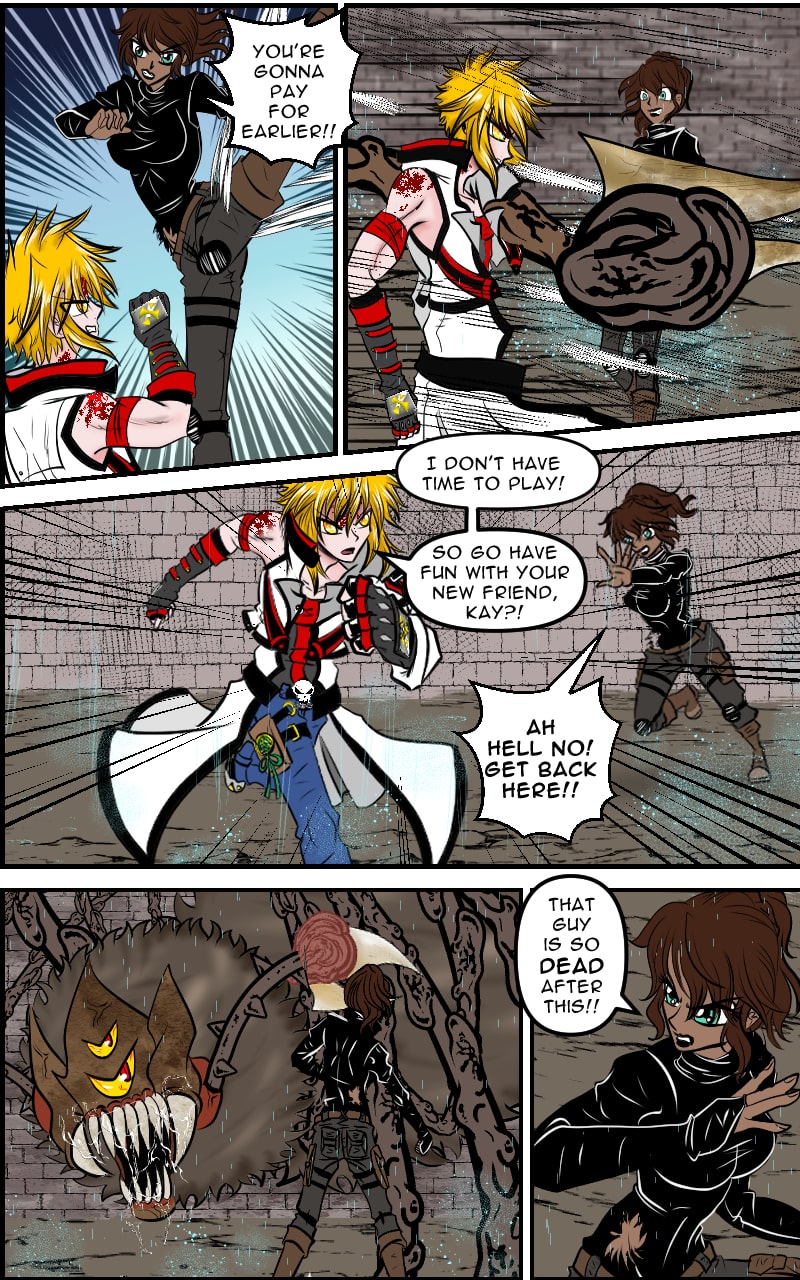 YOU'RE
GONNA
PAY
FOR
EARLIER!!
I DON'T HAVE
TIME TO PLAY!
SO GO HAVE
FUN WITH YOUR
NEW FRIEND,
KAY?!
AH
HELL NO!
GET BACK
HERE!!
THAT
GUY
IS SO
DEAD
AFTER
THIS!!